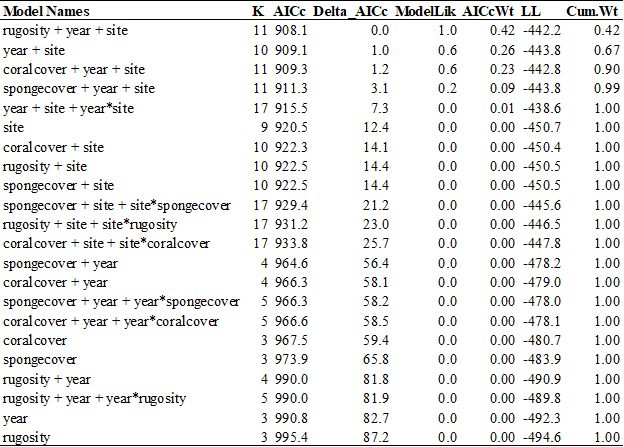 Model Names K AICc Delta_AICc ModelLik AICcWt LL Cum.Wt
rugosity + year + site 11 908.1 0.0 1.0 0.42 -442.2 0.42
year + site 10 909.1 1.0 0.6 0.26 -443.8 0.67
coralcover + year + site 11 909.3 1.2 0.6 0.23 -442.8 0.90
spongecover + year + site 11 911.3 3.1 0.2 0.09 -443.8 0.99
year + site + year*site 17 915.5 7.3 0.0 0.01 -438.6 1.00
site 9 920.5 12.4 0.0 0.00 -450.7 1.00
coralcover + site 10 922.3 14.1 0.0 0.00 -450.4 1.00
rugosity + site 10 922.5 14.4 0.0 0.00 -450.5 1.00
spongecover + site 10 922.5 14.4 0.0 0.00 -450.5 1.00
spongecover + site + site*spongecover 17 929.4 21.2 0.0 0.00 -445.6 1.00
rugosity + site + site*rugosity 17 931.2 23.0 0.0 0.00 -446.5 1.00
coralcover + site + site*coralcover 17 933.8 25.7 0.0 0.00 -447.8 1.00
spongecover + year 4 964.6 56.4 0.0 0.00 -478.2 1.00
coralcover + year 4 966.3 58.1 0.0 0.00 -479.0 1.00
spongecover + year + year*spongecover 5 966.3 58.2 0.0 0.00 -478.0 1.00
coralcover + year + year*coralcover 5 966.6 58.5 0.0 0.00 -478.1 1.00
coralcover 3 967.5 59.4 0.0 0.00 -480.7 1.00
spongecover 3 973.9 65.8 0.0 0.00 -483.9 1.00
rugosity + year 4 990.0 81.8 0.0 0.00 -490.9 1.00
rugosity + year + year*rugosity 5 990.0 81.9 0.0 0.00 -489.8 1.00
year 3 990.8 82.7 0.0 0.00 -492.3 1.00
rugosity 3 995.4 87.2 0.0 0.00 -494.6 1.00